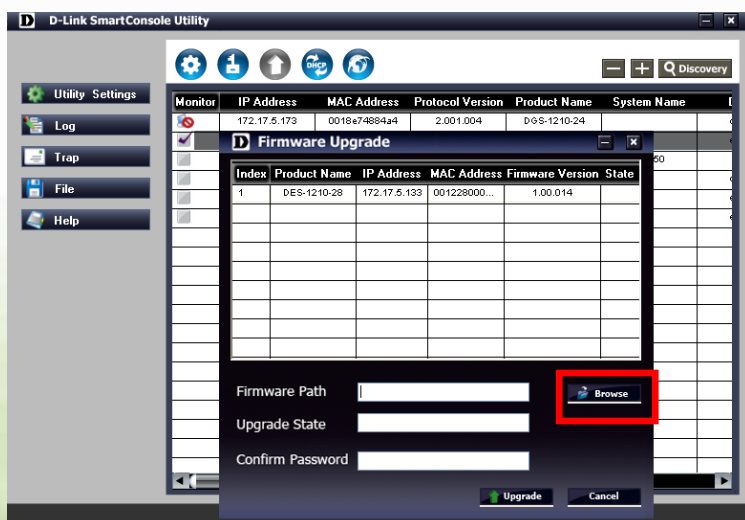 D D-Link SmartConsole Utility
DHCP
Discovery
Utility Settings
Log
Trap
File
Help
Monitor IP Address MAC Address Protocol Version Product Name System Name
172.17.5.173 0018e74884a4 2.001.004 DGS-1210-24
50
D Firmware Upgrade
Index Product Name IP Address MAC Address Firmware Version State
1 DES-1210-28 172.17.5.133 001228000... 1.00.014
Firmware Path
Browse
Upgrade State
Confirm Password
Upgrade Cancel